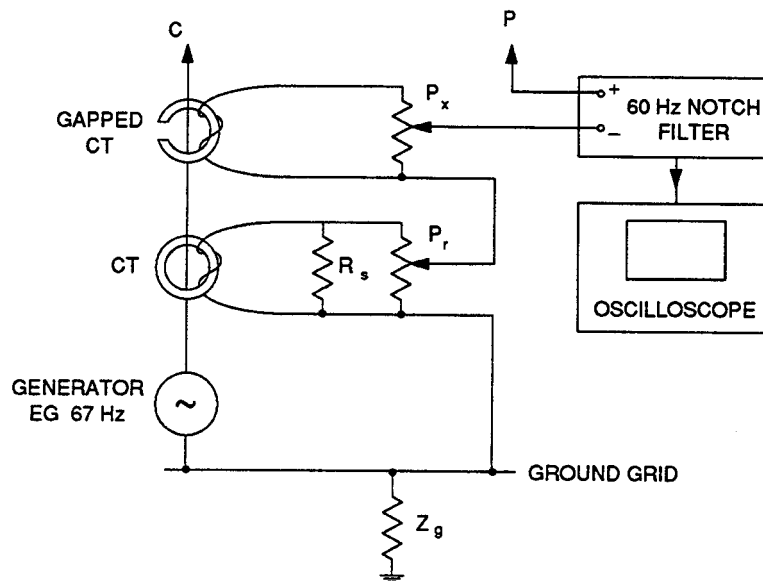 C
P
GAPPED
CT
P x
+
−
60 Hz NOTCH
FILTER
CT
R s
P r
OSCILLOSCOPE
GENERATOR
EG 67 Hz
~
GROUND GRID
Z g